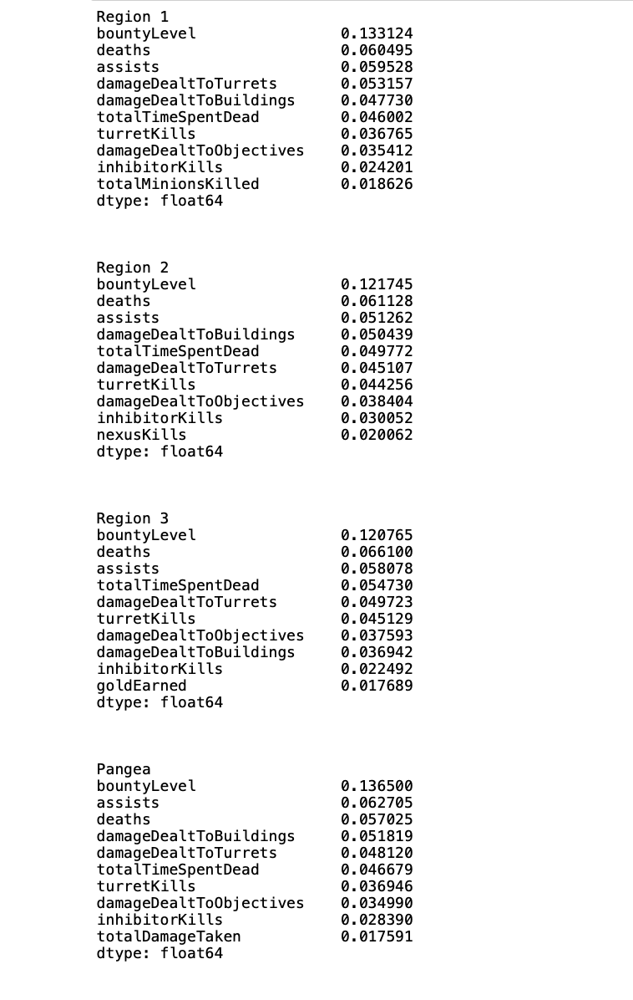 Region 1
bountyLevel 0.133124
deaths 0.060495
assists 0.059528
damageDealtToTurrets 0.053157
damageDealtToBuildings 0.047730
totalTimeSpentDead 0.046002
turretKills 0.036765
damageDealtToObjectives 0.035412
inhibitorKills 0.024201
totalMinionsKilled 0.018626
dtype: float64
Region 2
bountyLevel 0.121745
deaths 0.061128
assists 0.051262
damageDealtToBuildings 0.050439
totalTimeSpentDead 0.049772
damageDealtToTurrets 0.045107
turretKills 0.044256
damageDealtToObjectives 0.038404
inhibitorKills 0.030052
nexusKills 0.020062
dtype: float64
Region 3
bountyLevel 0.120765
deaths 0.066100
assists 0.058078
totalTimeSpentDead 0.054730
damageDealtToTurrets 0.049723
turretKills 0.045129
damageDealtToObjectives 0.037593
damageDealtToBuildings 0.036942
inhibitorKills 0.022492
goldEarned 0.017689
dtype: float64
Pangea
bountyLevel 0.136500
assists 0.062705
deaths 0.057025
damageDealtToBuildings 0.051819
damageDealtToTurrets 0.048120
totalTimeSpentDead 0.046679
turretKills 0.036946
damageDealtToObjectives 0.034990
inhibitorKills 0.028390
totalDamageTaken 0.017591
dtype: float64